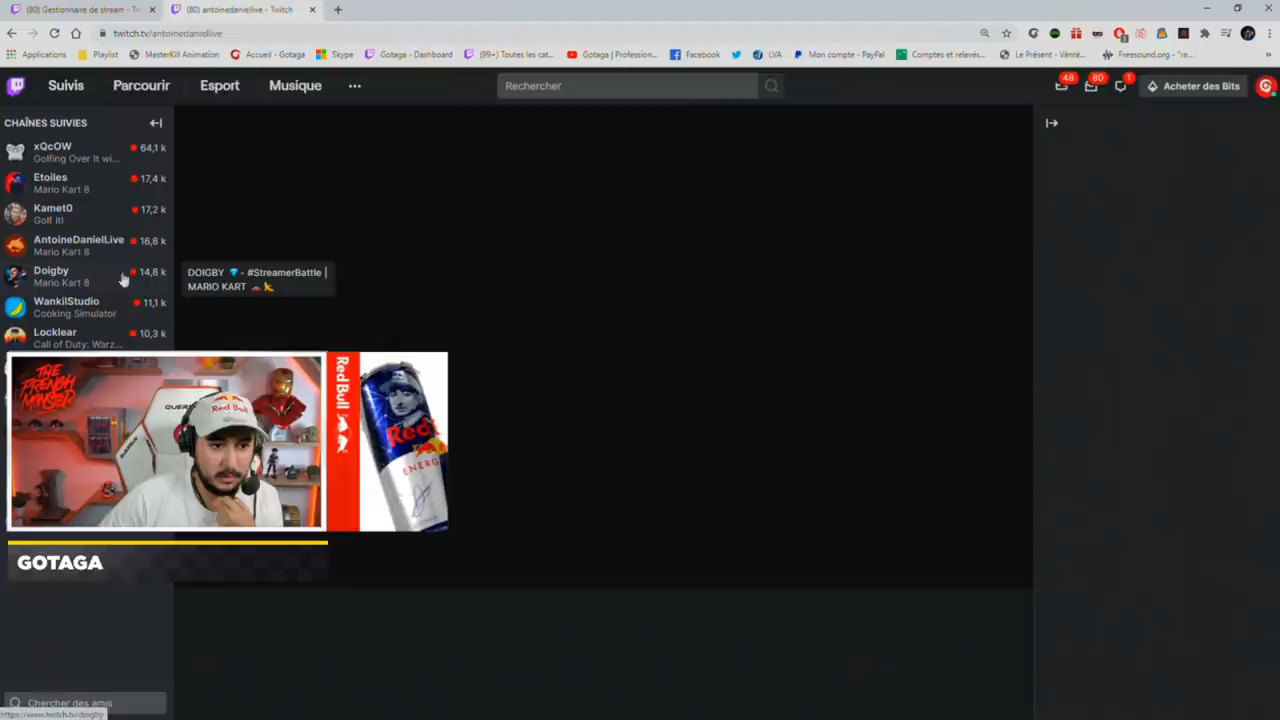 (80) Gestionnaire de stream - Tw
(80) antoinedaniellive - Twitch
twitch.tv/antoinedaniellive
Applications
Playlist
MasterKill Animation
Accueil - Gotaga
Skype
Gotaga - Dashboard
(99+) Toutes les cat...
Gotaga | Profession...
Facebook
LVA
Mon compte - PayPal
Comptes et relevés...
Le Présent - Vérité...
Freesound.org - "re...
Suivis
Parcourir
Esport
Musique
Rechercher
48
80
1
Acheter des Bits
CHAÎNES SUIVIES
xQcOW
64,1 k
Golfing Over It wi...
Etoiles
17,4 k
Mario Kart 8
Kamet0
17,2 k
Golf It!
AntoineDanielLive
16,8 k
Mario Kart 8
Doigby
14,8 k
Mario Kart 8
DOIGBY 💎 - #StreamerBattle |
MARIO KART 🚗 🍌
WankilStudio
11,1 k
Cooking Simulator
Locklear
10,3 k
Call of Duty: Warz...
THE
FRENCH
MONSTER
Red Bull
Red Bull
Red
ENERG
GOTAGA
Chercher des amis
https://www.twitch.tv/doigby